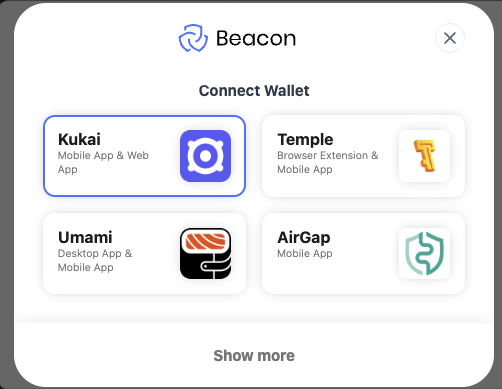 Beacon
Connect Wallet
Kukai
Mobile App & Web
App
Temple
Browser Extension &
Mobile App
Umami
Desktop App &
Mobile App
AirGap
Mobile App
Show more